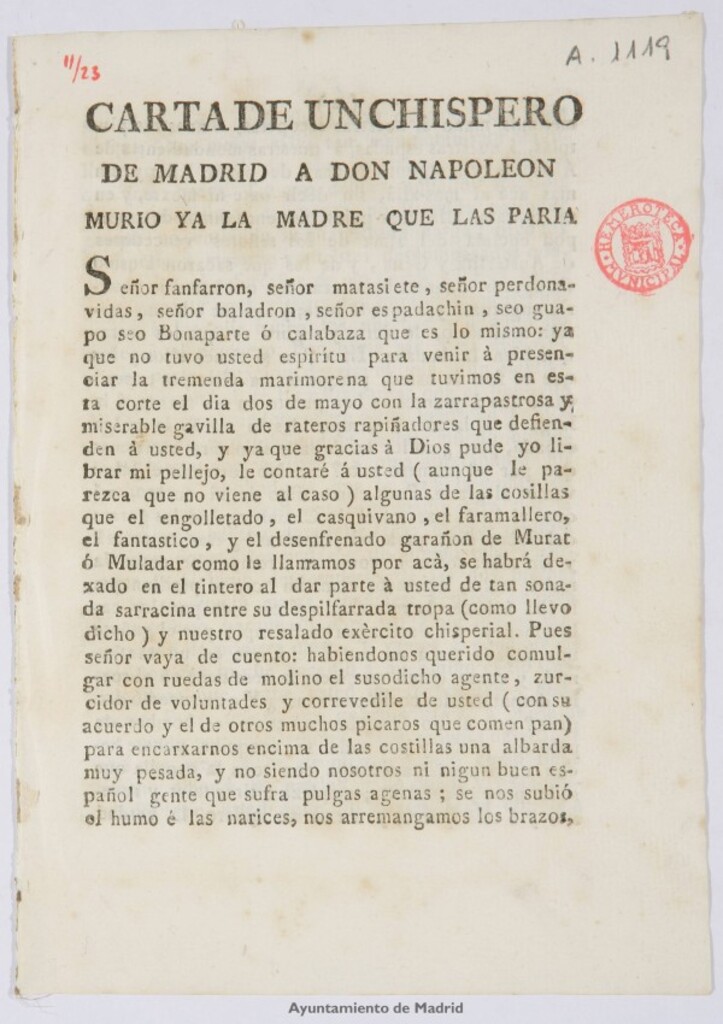 11/23
A. 1119
CARTA DE UN CHISPERO
DE MADRID A DON NAPOLEON
MURIO YA LA MADRE QUE LAS PARIA
HEMEROTECA MUNICIPAL
Señor fanfarron, señor matasiete, señor perdona-
vidas, señor baladron, señor espadachin, seo gua-
po seo Bonaparte ó calabaza que es lo mismo: ya
que no tuvo usted espiritu para venir à presen-
ciar la tremenda marimorena que tuvimos en es-
ta corte el dia dos de mayo con la zarrapastrosa y
miserable gavilla de rateros rapiñadores que defien-
den à usted, y ya que gracias à Dios pude yo li-
brar mi pellejo, le contaré á usted ( aunque le pa-
rezca que no viene al caso ) algunas de las cosillas
que el engolletado, el casquivano, el faramallero,
el fantastico, y el desenfrenado garañon de Murat
ó Muladar como le llamamos por acà, se habrá de-
xado en el tintero al dar parte à usted de tan sona-
da sarracina entre su despilfarrada tropa (como llevo
dicho ) y nuestro resalado exèrcito chisperial. Pues
señor vaya de cuento: habiendonos querido comul-
gar con ruedas de molino el susodicho agente, zur-
cidor de voluntades y correvedile de usted ( con su
acuerdo y el de otros muchos picaros que comen pan)
para encarxarnos encima de las costillas una albarda
muy pesada, y no siendo nosotros ni nigun buen es-
pañol gente que sufra pulgas agenas ; se nos subió
el humo é las narices, nos arremangamos los brazos,
Ayuntamiento de Madrid